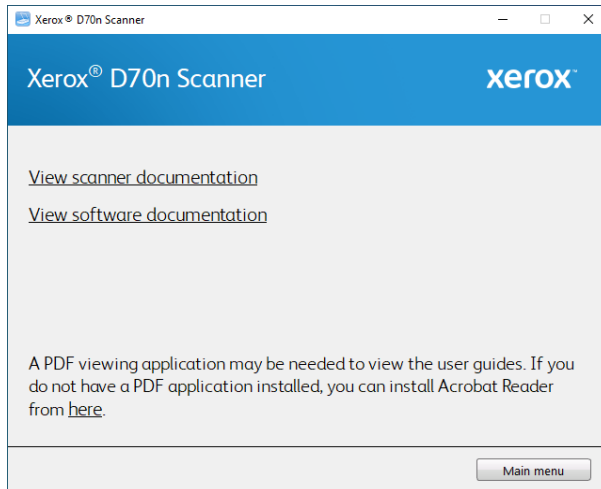 Xerox® D70n Scanner
Xerox® D70n Scanner
xerox™
View scanner documentation
View software documentation
A PDF viewing application may be needed to view the user guides. If you
do not have a PDF application installed, you can install Acrobat Reader
from here.
Main menu